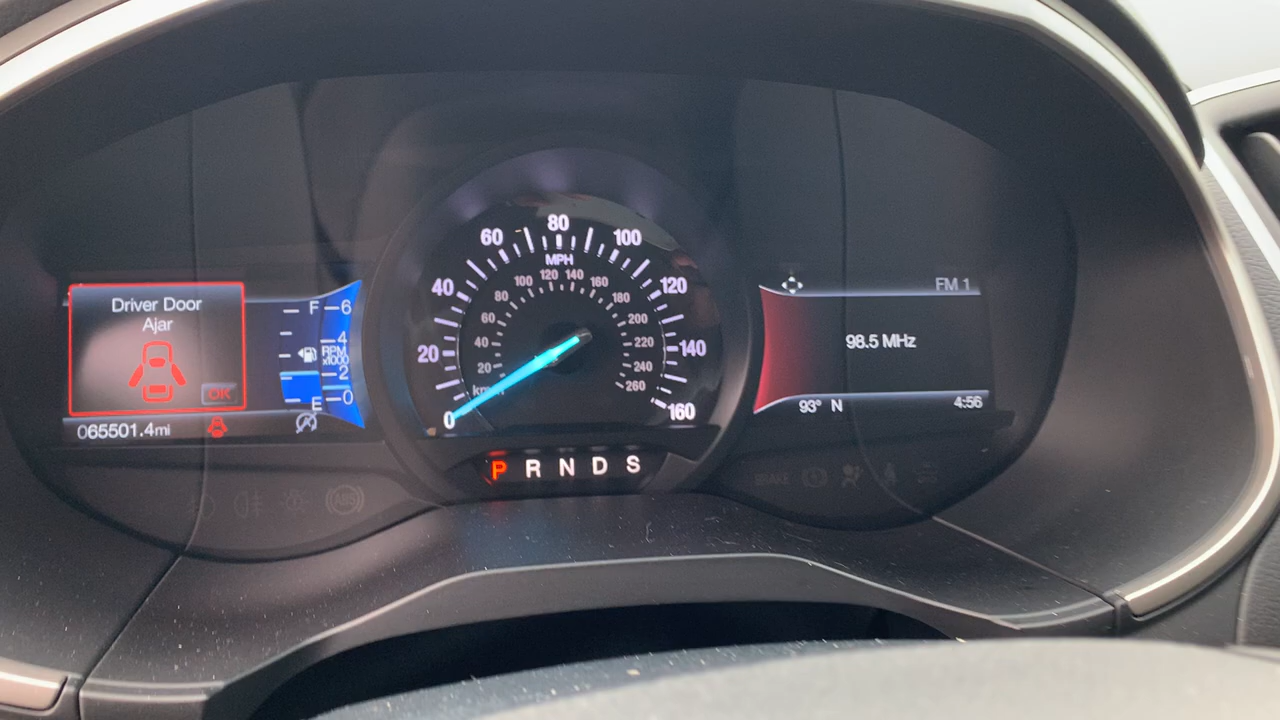 Driver Door
Ajar
OK
065501.4mi
F
E
6
4
RPM
x1000
2
0
0
20
40
60
80
100
120
140
160
MPH
km/h
20
40
60
80
100
120
140
160
180
200
220
240
260
P R N D S
FM 1
98.5 MHz
93° N
4:56
BRAKE
ABS